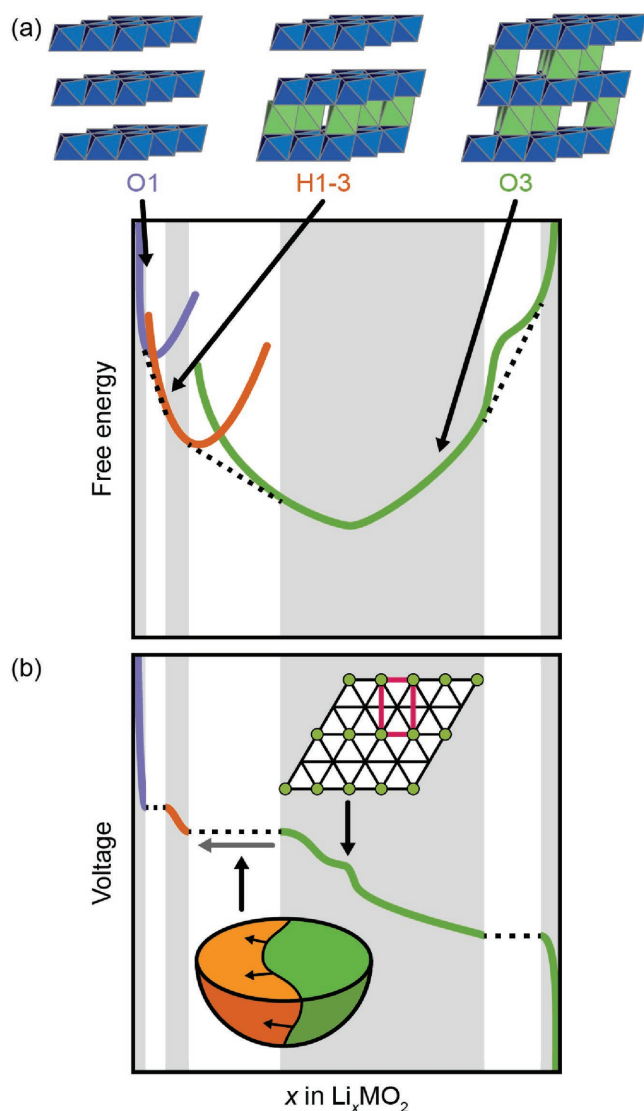 (a)
O1 H1-3 O3
Free energy
(b)
Voltage
x in LiₓMO₂